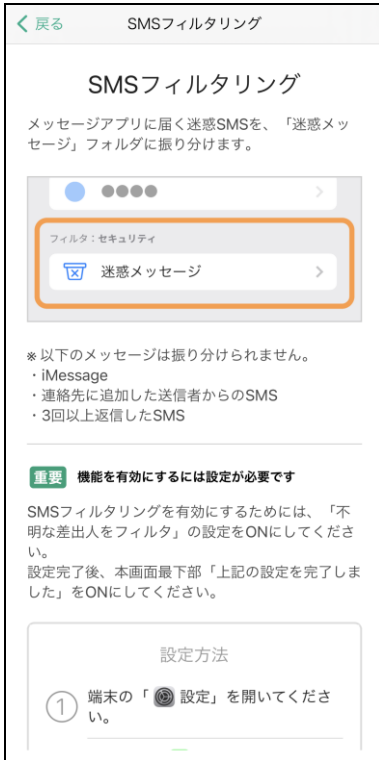 戻る
SMSフィルタリング
SMSフィルタリング
メッセージアプリに届く迷惑SMSを、「迷惑メッ
セージ」フォルダに振り分けます。
フィルタ：セキュリティ
迷惑メッセージ
※以下のメッセージは振り分けられません。
・iMessage
・連絡先に追加した送信者からのSMS
・3回以上返信したSMS
重要 機能を有効にするには設定が必要です
SMSフィルタリングを有効にするためには、「不
明な差出人をフィルタ」の設定をONにしてくださ
い。
設定完了後、本画面最下部「上記の設定を完了しま
した」をONにしてください。
設定方法
① 端末の「 設定」を開いてくださ
い。